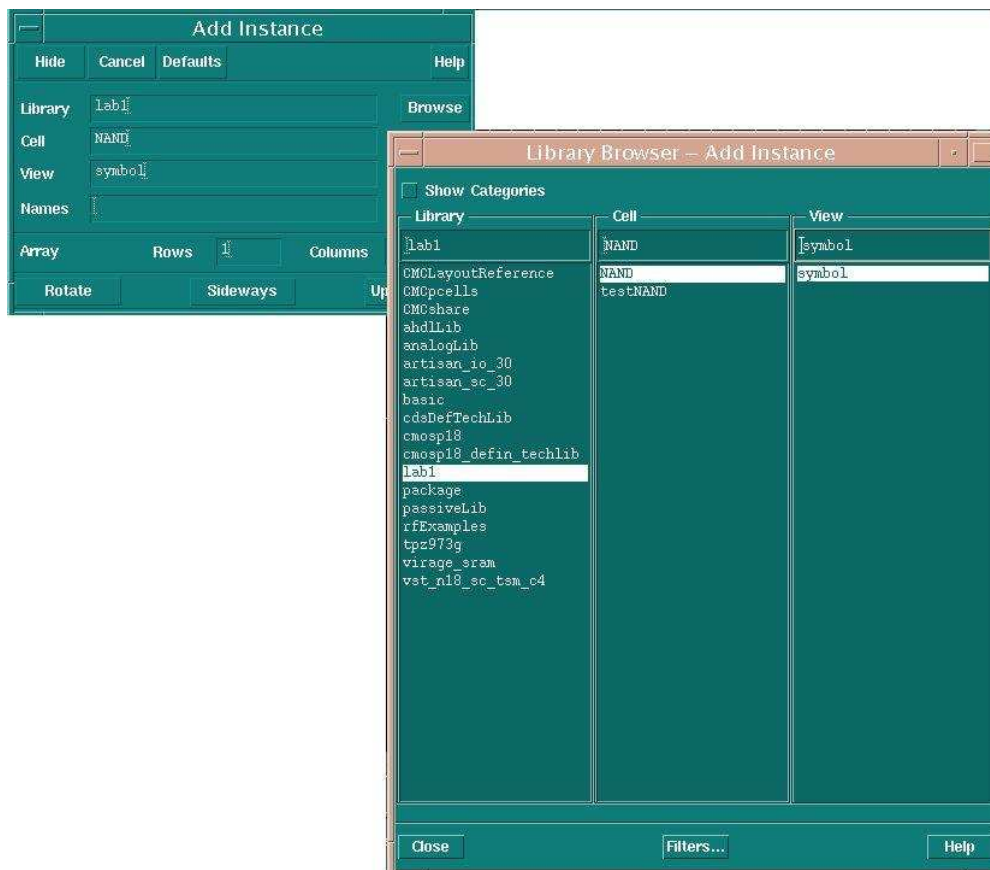 Add Instance
Hide Cancel Defaults Help
Library lab1 Browse
Cell NAND
View symbol
Names
Array Rows 1 Columns
Rotate Sideways Up
Library Browser – Add Instance
Show Categories
Library Cell View
lab1 NAND symbol
CMCLayoutReference NAND symbol
CMCpcells testNAND
CMCshare
ahdlLib
analogLib
artisan_io_30
artisan_sc_30
basic
cdsDefTechLib
cmosp18
cmosp18_defin_techlib
lab1
package
passiveLib
rfExamples
tpz973g
virage_sram
vst_n18_sc_tsm_c4
Close Filters... Help